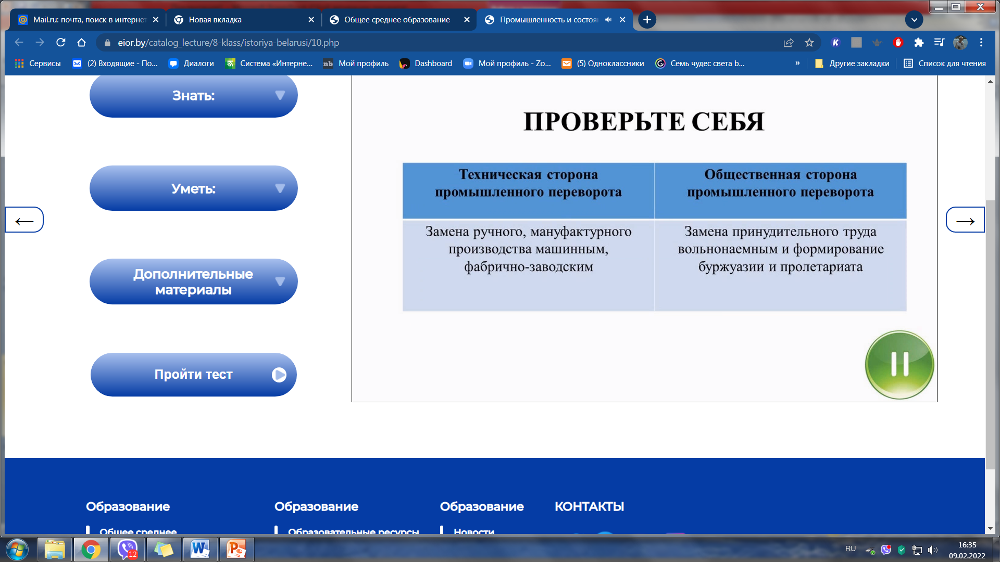 Mail.ru: почта, поиск в интернет
Новая вкладка
Общее среднее образование
Промышленность и состоян
eior.by/catalog_lecture/8-klass/istoriya-belarusi/10.php
Сервисы
(2) Входящие - По...
Диалоги
Система «Интерне...
nb Мой профиль
Dashboard
Мой профиль - Zo...
(5) Одноклассники
Семь чудес света b...
»
Другие закладки
Список для чтения
Знать:
Уметь:
Дополнительные
материалы
Пройти тест
←
→
ПРОВЕРЬТЕ СЕБЯ
Техническая сторона
промышленного переворота
Общественная сторона
промышленного переворота
Замена ручного, мануфактурного
производства машинным,
фабрично-заводским
Замена принудительного труда
вольнонаемным и формирование
буржуазии и пролетариата
Образование
Общее среднее
Образование
Образовательные ресурсы
Образование
Новости
КОНТАКТЫ
12
RU
16:35
09.02.2022